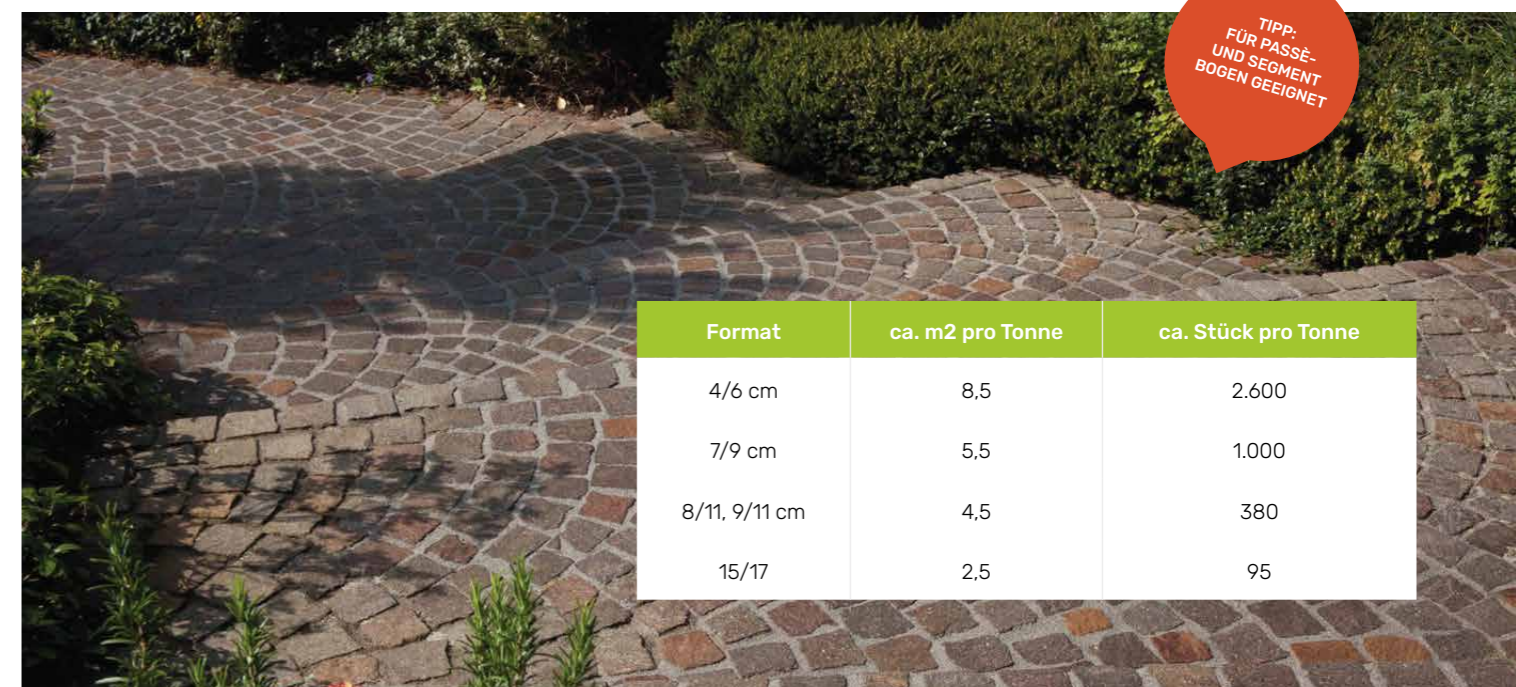 TIPP:
FÜR PASSÈ-
UND SEGMENT
BOGEN GEEIGNET
Format ca. m2 pro Tonne ca. Stück pro Tonne
4/6 cm 8,5 2.600
7/9 cm 5,5 1.000
8/11, 9/11 cm 4,5 380
15/17 2,5 95